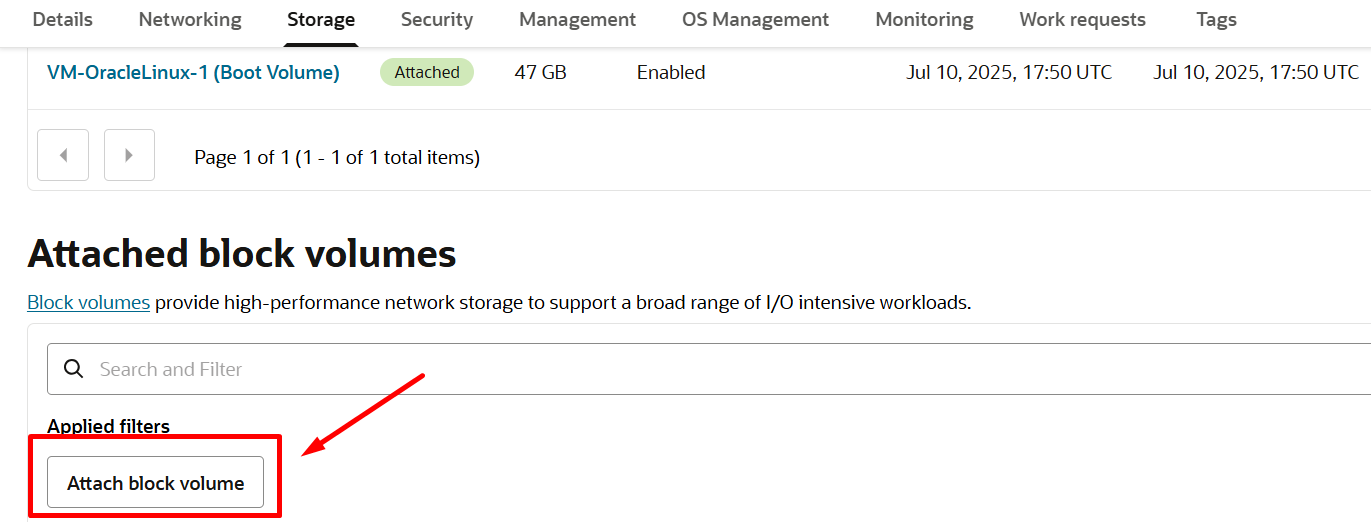 Details Networking Storage Security Management OS Management Monitoring Work requests Tags
VM-OracleLinux-1 (Boot Volume) Attached 47 GB Enabled Jul 10, 2025, 17:50 UTC Jul 10, 2025, 17:50 UTC
Page 1 of 1 (1 - 1 of 1 total items)
Attached block volumes
Block volumes provide high-performance network storage to support a broad range of I/O intensive workloads.
Search and Filter
Applied filters
Attach block volume